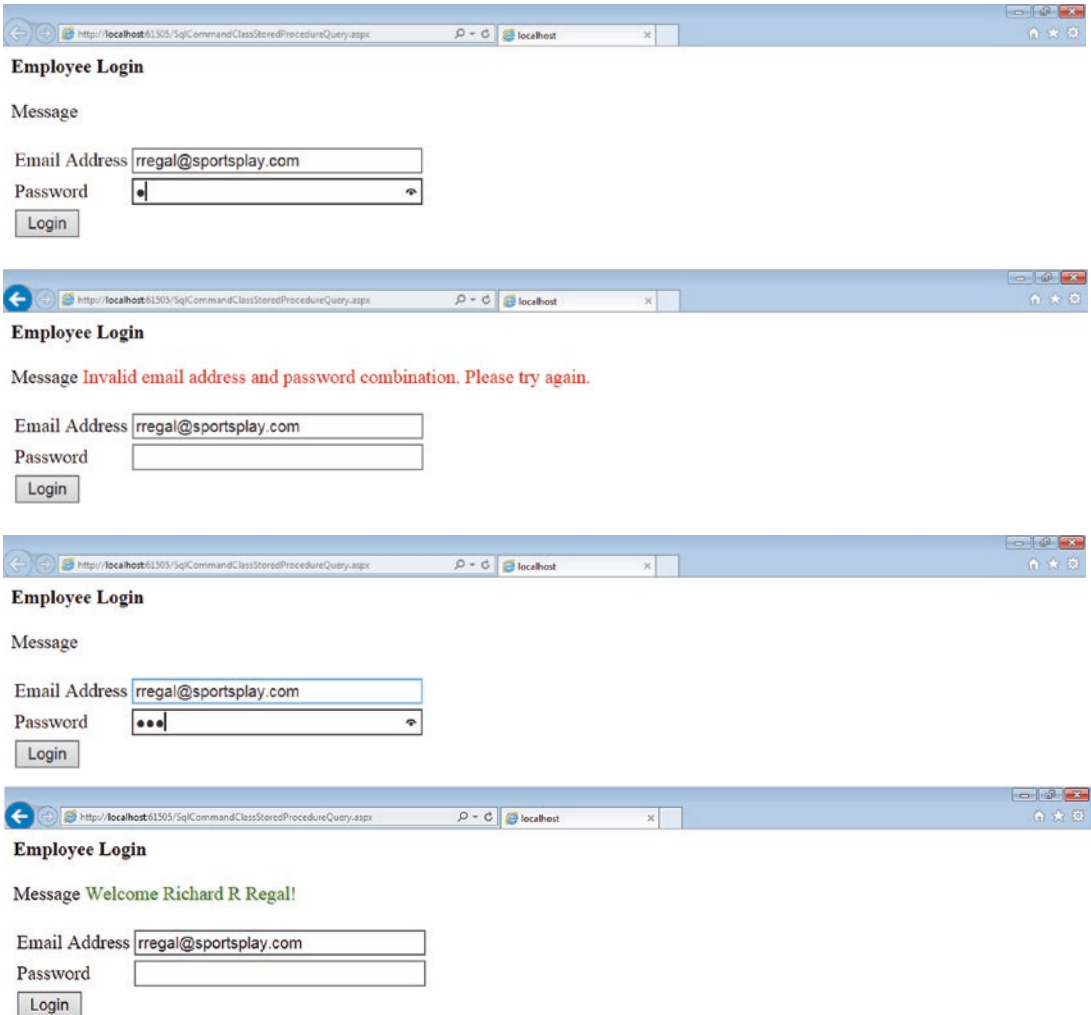 http://localhost:61505/SqlCommandClassStoredProcedureQuery.aspx localhost
Employee Login
Message
Email Address rregal@sportsplay.com
Password •
Login
http://localhost:61505/SqlCommandClassStoredProcedureQuery.aspx localhost
Employee Login
Message Invalid email address and password combination. Please try again.
Email Address rregal@sportsplay.com
Password
Login
http://localhost:61505/SqlCommandClassStoredProcedureQuery.aspx localhost
Employee Login
Message
Email Address rregal@sportsplay.com
Password •••
Login
http://localhost:61505/SqlCommandClassStoredProcedureQuery.aspx localhost
Employee Login
Message Welcome Richard R Regal!
Email Address rregal@sportsplay.com
Password
Login